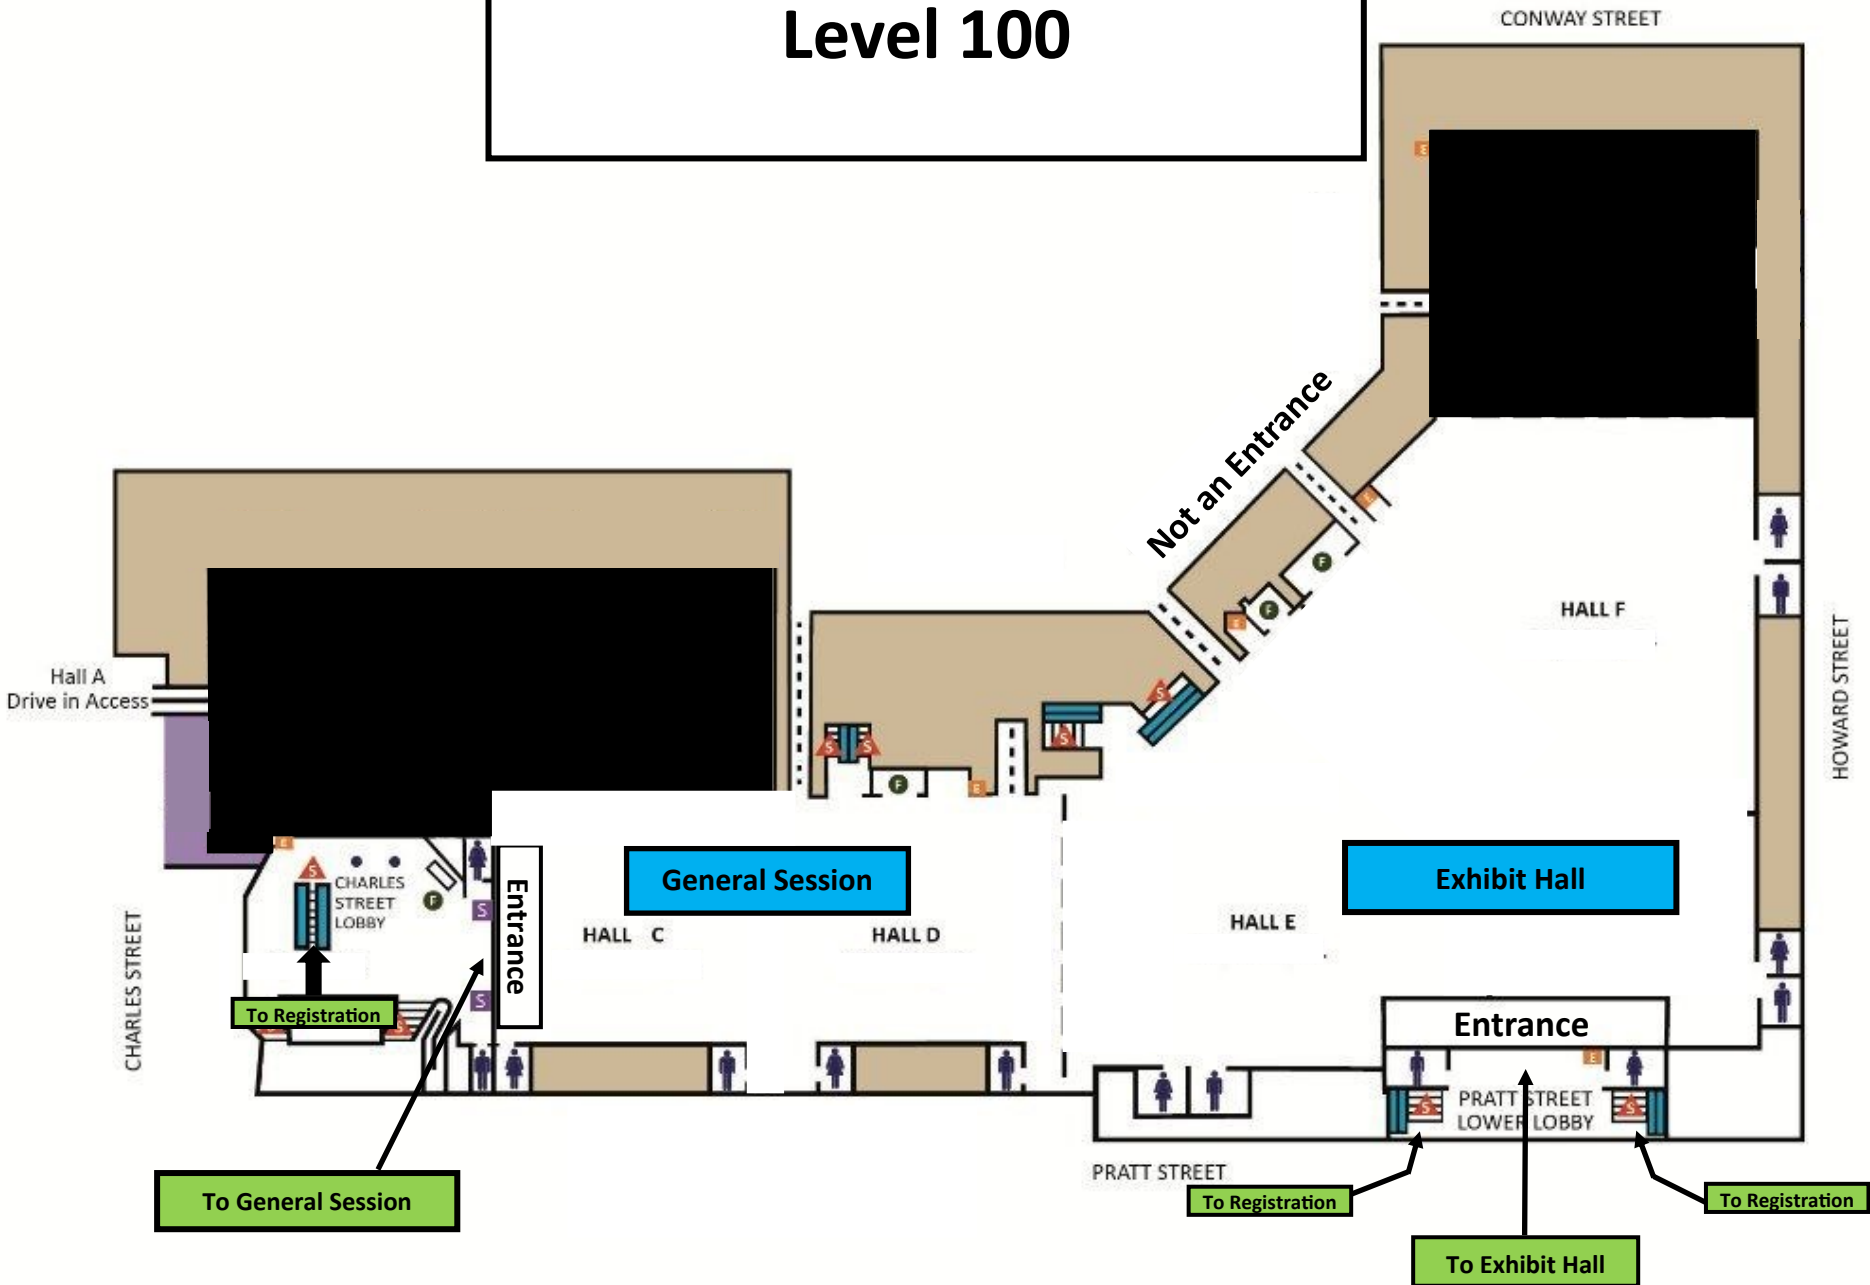 Level 100
CONWAY STREET
E
Not an Entrance
E
F
F
E
HALL F
HOWARD STREET
Hall A
Drive in Access
S
S
S
S
F
E
E
S
CHARLES
STREET
LOBBY
F
S
S
Entrance
General Session
HALL C
HALL D
Exhibit Hall
HALL E
CHARLES STREET
To Registration
S
Entrance
E
S
PRATT STREET
LOWER LOBBY
S
PRATT STREET
To General Session
To Registration
To Registration
To Exhibit Hall